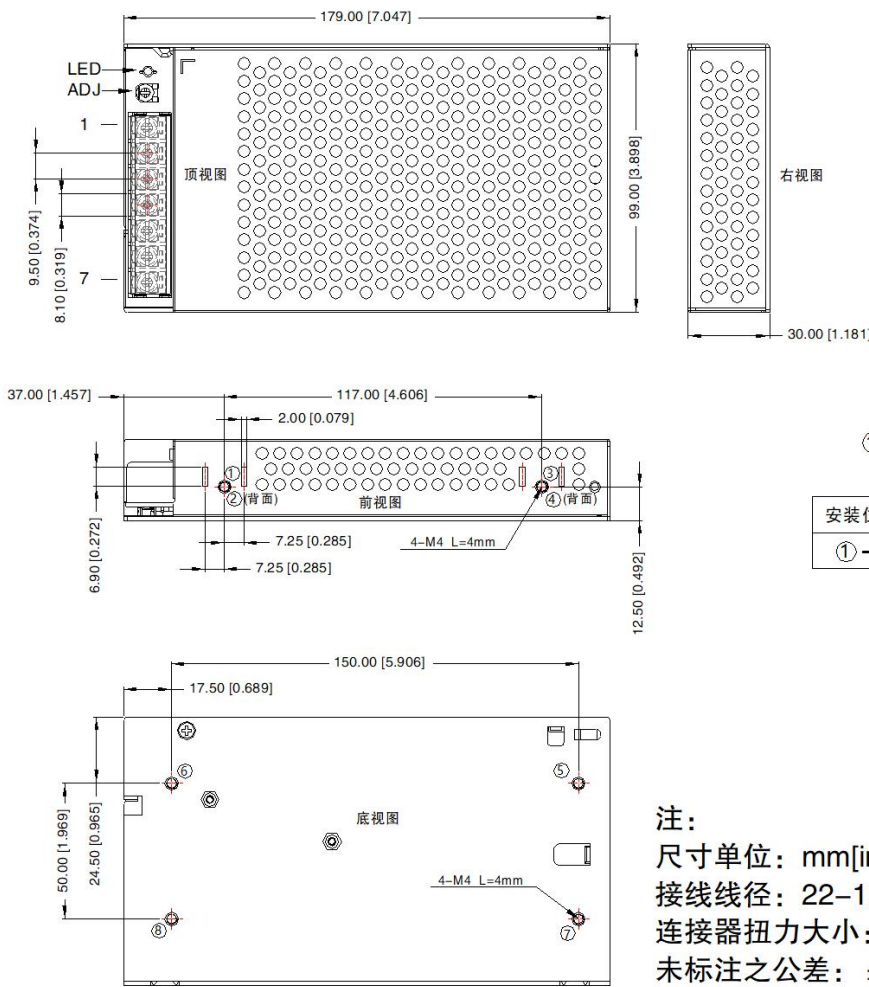 179.00 [7.047]
LED
ADJ
1
7
9.50 [0.374]
8.10 [0.319]
顶视图
99.00 [3.898]
右视图
30.00 [1.181]
37.00 [1.457]
117.00 [4.606]
2.00 [0.079]
①
③
②(背面)
前视图
④(背面)
6.90 [0.272]
7.25 [0.285]
7.25 [0.285]
4-M4 L=4mm
12.50 [0.492]
安装
①-
150.00 [5.906]
17.50 [0.689]
⑥
⑤
50.00 [1.969]
24.50 [0.965]
底视图
4-M4 L=4mm
⑧
⑦
注:
尺寸单位: mm[in
接线线径: 22-1
连接器扭力大小:
未标注之公差: